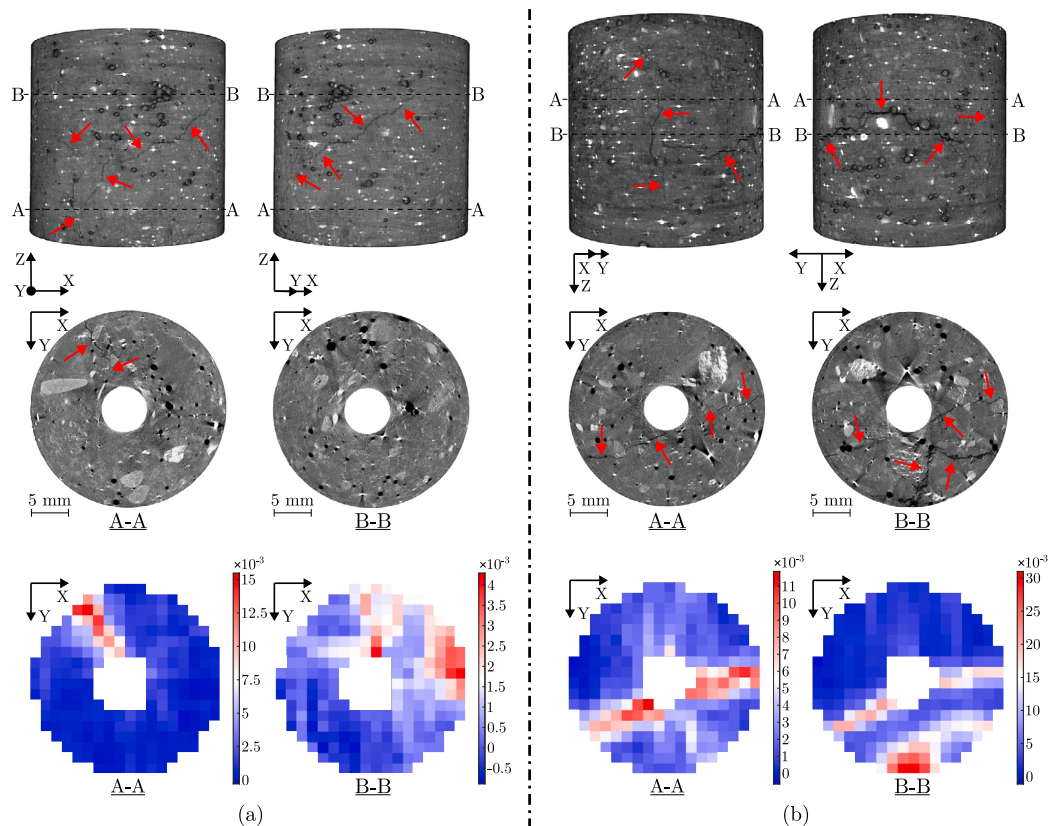 B B B B
A A A A
A A
B B
Z Z
Y X Y X
X Y Z
Y X Z
X Y X Y
X Y X Y
5 mm 5 mm 5 mm 5 mm
A-A B-B A-A B-B
×10⁻³
15
12.5
10
7.5
5
2.5
0
×10⁻³
4
3.5
3
2.5
2
1.5
1
0.5
0
-0.5
×10⁻³
11
10
9
8
7
6
5
4
3
2
1
0
×10⁻³
30
25
20
15
10
5
0
X Y X Y
X Y X Y
A-A B-B A-A B-B
(a) (b)